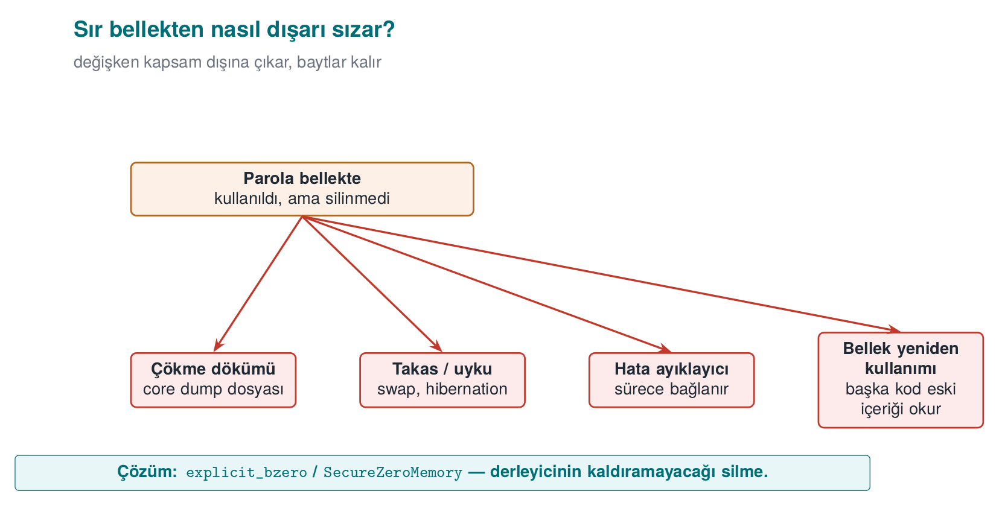 Sır bellekten nasıl dışarı sızar?
değişken kapsam dışına çıkar, baytlar kalır
Parola bellekte
kullanıldı, ama silinmedi
Çökme dökümü
core dump dosyası
Takas / uyku
swap, hibernation
Hata ayıklayıcı
sürece bağlanır
Bellek yeniden
kullanımı
başka kod eski
içeriği okur
Çözüm: explicit_bzero / SecureZeroMemory — derleyicinin kaldıramayacağı silme.